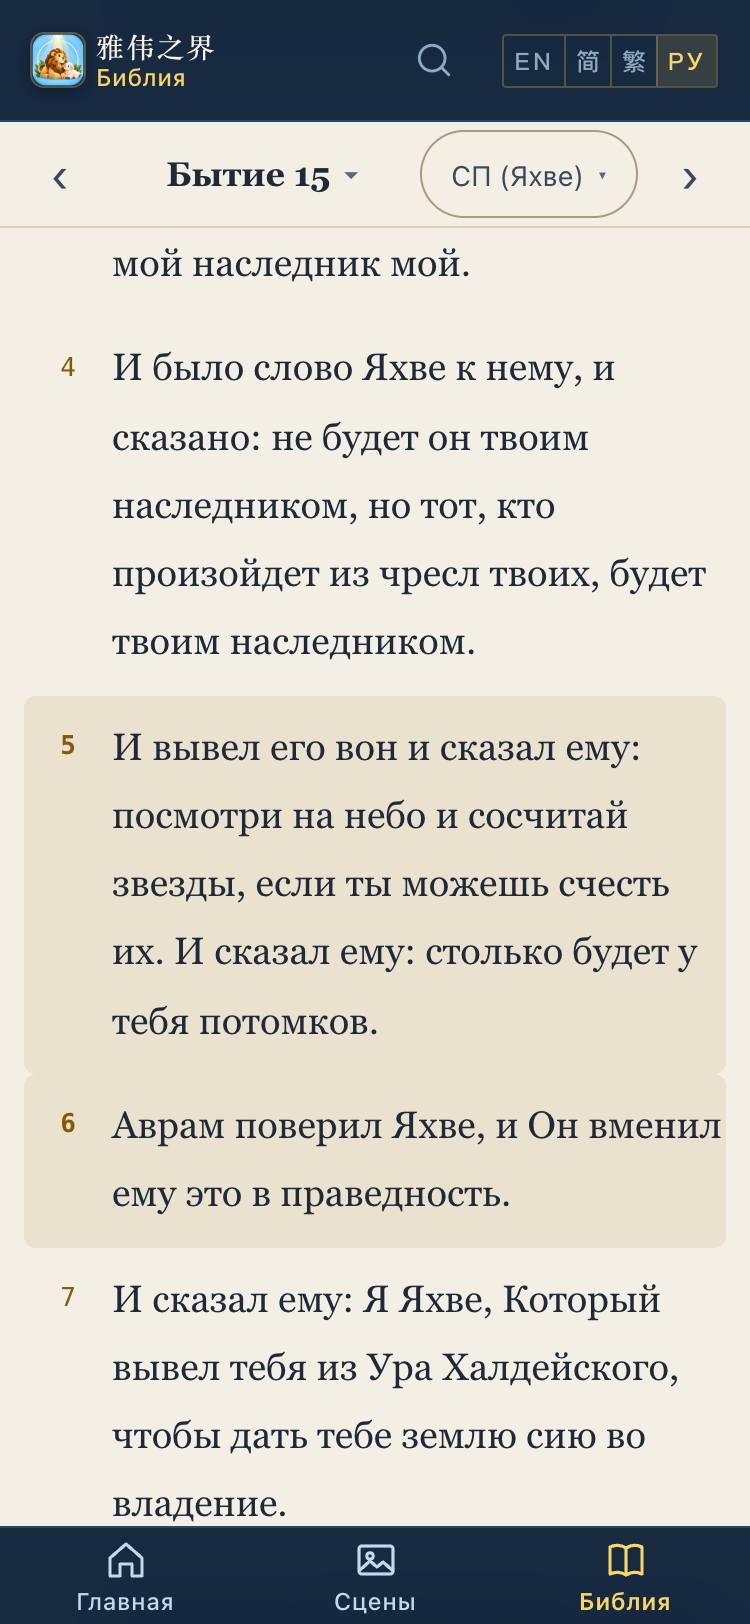 雅伟之界
Библия
EN 简 繁 РУ
‹ Бытие 15 СП (Яхве) ›
мой наследник мой.
4 И было слово Яхве к нему, и
сказано: не будет он твоим
наследником, но тот, кто
произойдет из чресл твоих, будет
твоим наследником.
5 И вывел его вон и сказал ему:
посмотри на небо и сосчитай
звезды, если ты можешь счесть
их. И сказал ему: столько будет у
тебя потомков.
6 Аврам поверил Яхве, и Он вменил
ему это в праведность.
7 И сказал ему: Я Яхве, Который
вывел тебя из Ура Халдейского,
чтобы дать тебе землю сию во
владение.
Главная Сцены Библия